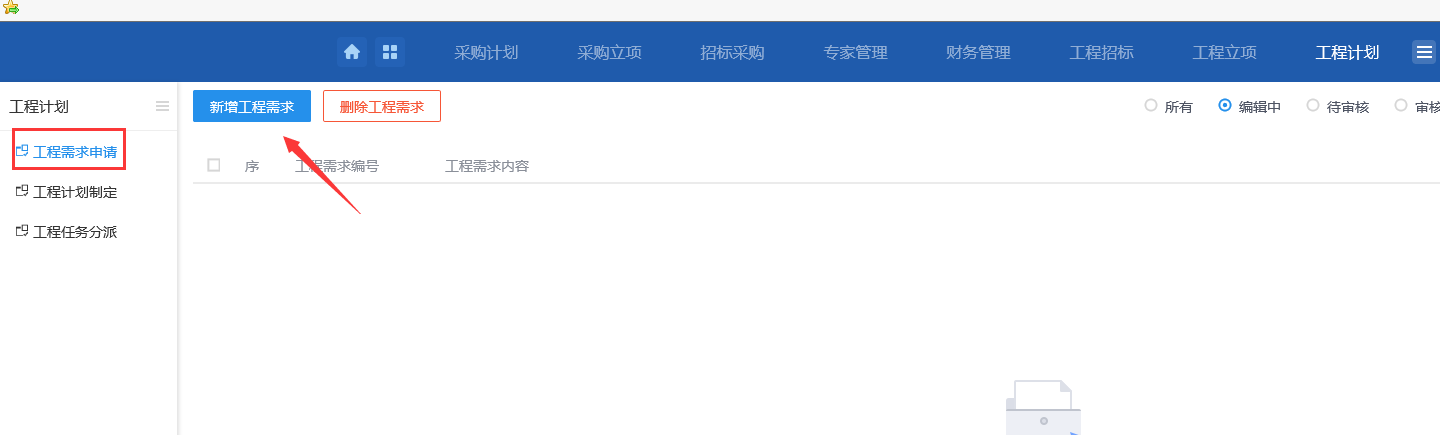 采购计划 采购立项 招标采购 专家管理 财务管理 工程招标 工程立项 工程计划
工程计划
新增工程需求 删除工程需求 所有 编辑中 待审核 审核
工程需求申请
序 工程需求编号 工程需求内容
工程计划制定
工程任务分派